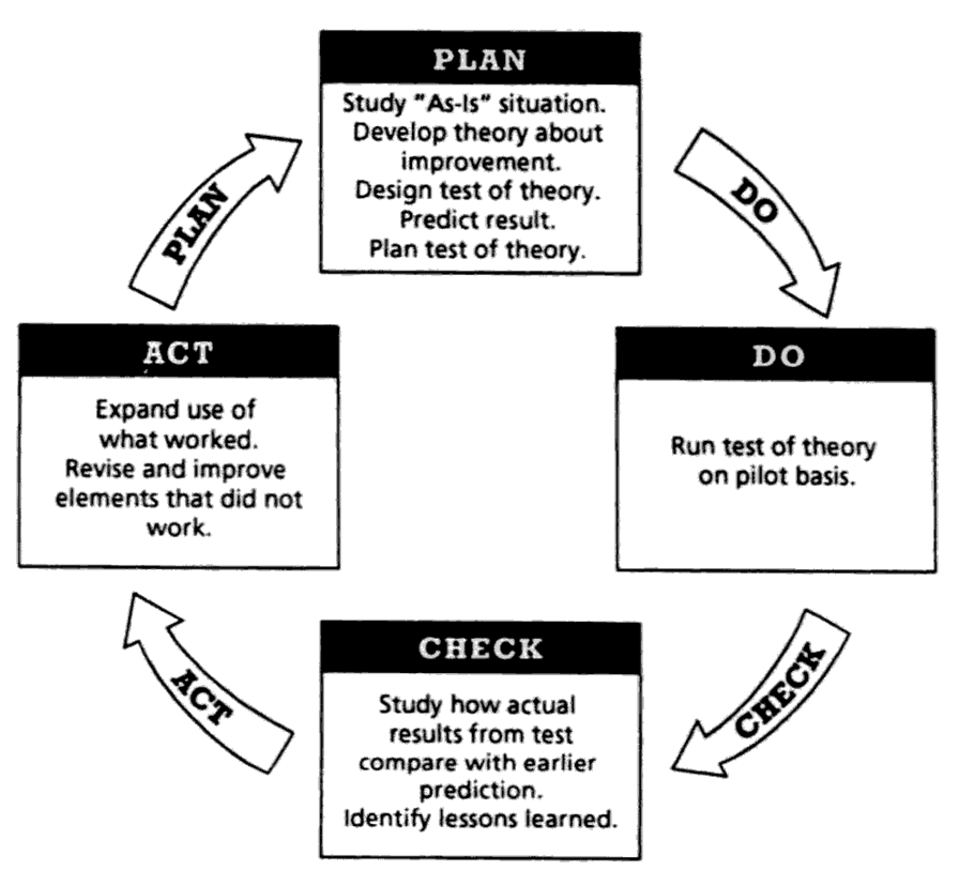 PLAN
Study "As-Is" situation.
Develop theory about
improvement.
Design test of theory.
Predict result.
Plan test of theory.
DO
DO
Run test of theory
on pilot basis.
CHECK
CHECK
Study how actual
results from test
compare with earlier
prediction.
Identify lessons learned.
ACT
ACT
Expand use of
what worked.
Revise and improve
elements that did not
work.
PLAN